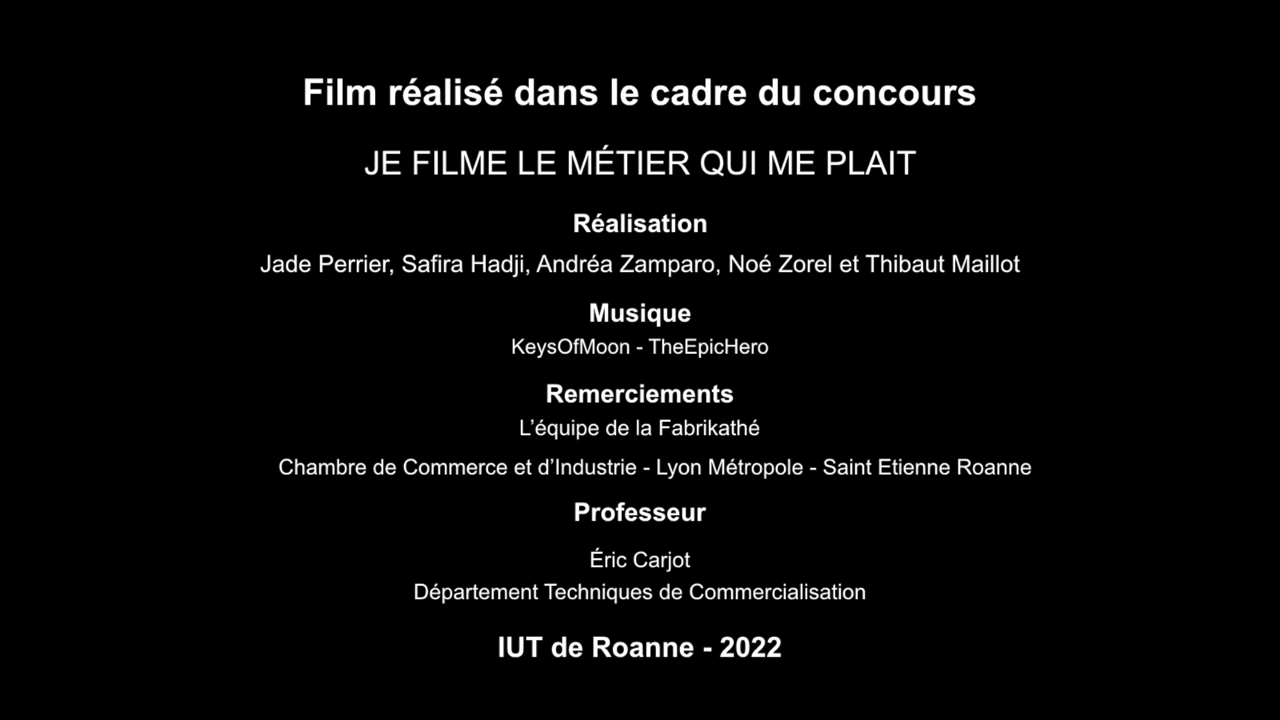 Film réalisé dans le cadre du concours
JE FILME LE MÉTIER QUI ME PLAIT
Réalisation
Jade Perrier, Safira Hadji, Andréa Zamparo, Noé Zorel et Thibaut Maillot
Musique
KeysOfMoon - TheEpicHero
Remerciements
L’équipe de la Fabrikathé
Chambre de Commerce et d’Industrie - Lyon Métropole - Saint Etienne Roanne
Professeur
Éric Carjot
Département Techniques de Commercialisation
IUT de Roanne - 2022